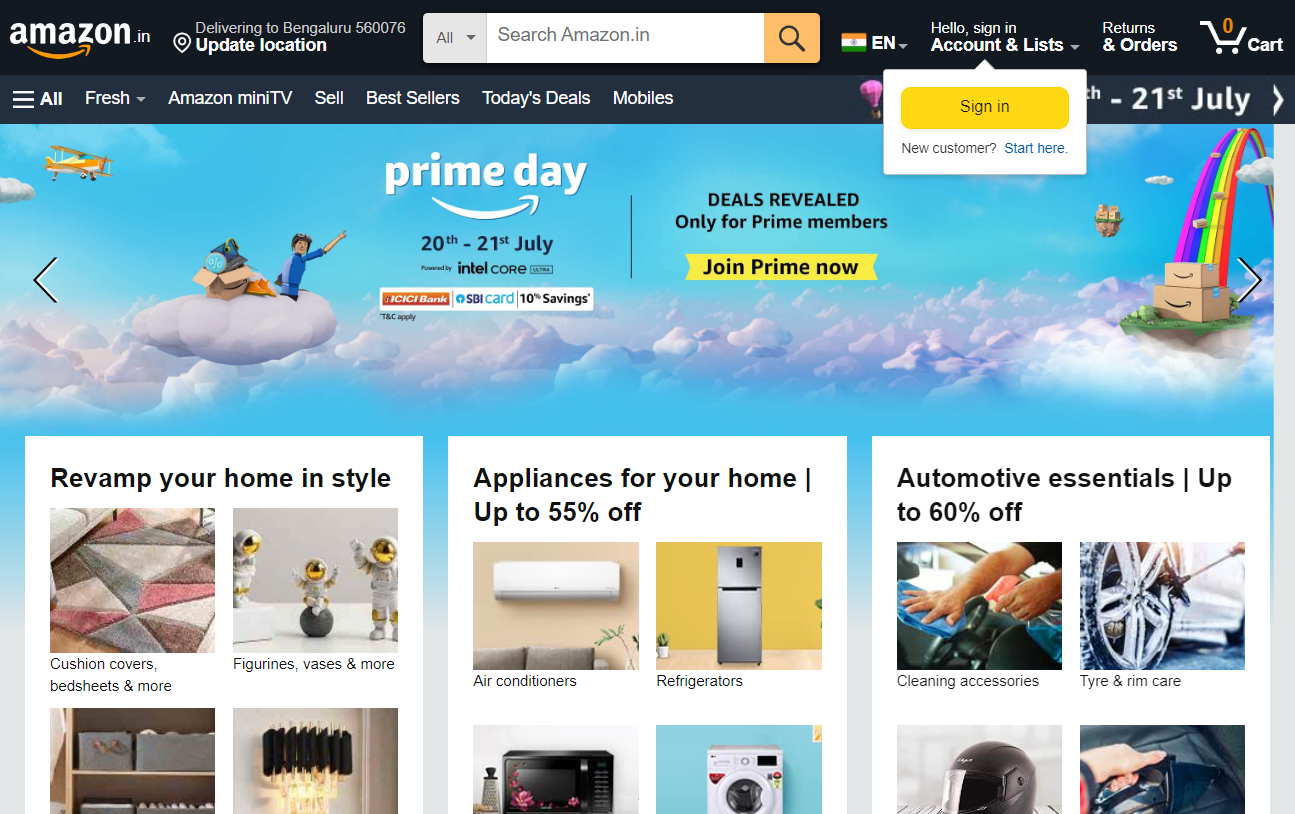 amazon.in
Delivering to Bengaluru 560076
Update location
All
Search Amazon.in
EN
Hello, sign in
Account & Lists
Returns
& Orders
0
Cart
All
Fresh
Amazon miniTV
Sell
Best Sellers
Today's Deals
Mobiles
th - 21st July
Sign in
New customer? Start here.
prime day
20th - 21st July
Powered by intel CORE ULTRA
ICICI Bank SBI card 10% Savings*
*T&C apply
DEALS REVEALED
Only for Prime members
Join Prime now
Revamp your home in style
Cushion covers,
bedsheets & more
Figurines, vases & more
Appliances for your home |
Up to 55% off
Air conditioners
Refrigerators
Automotive essentials | Up
to 60% off
Cleaning accessories
Tyre & rim care